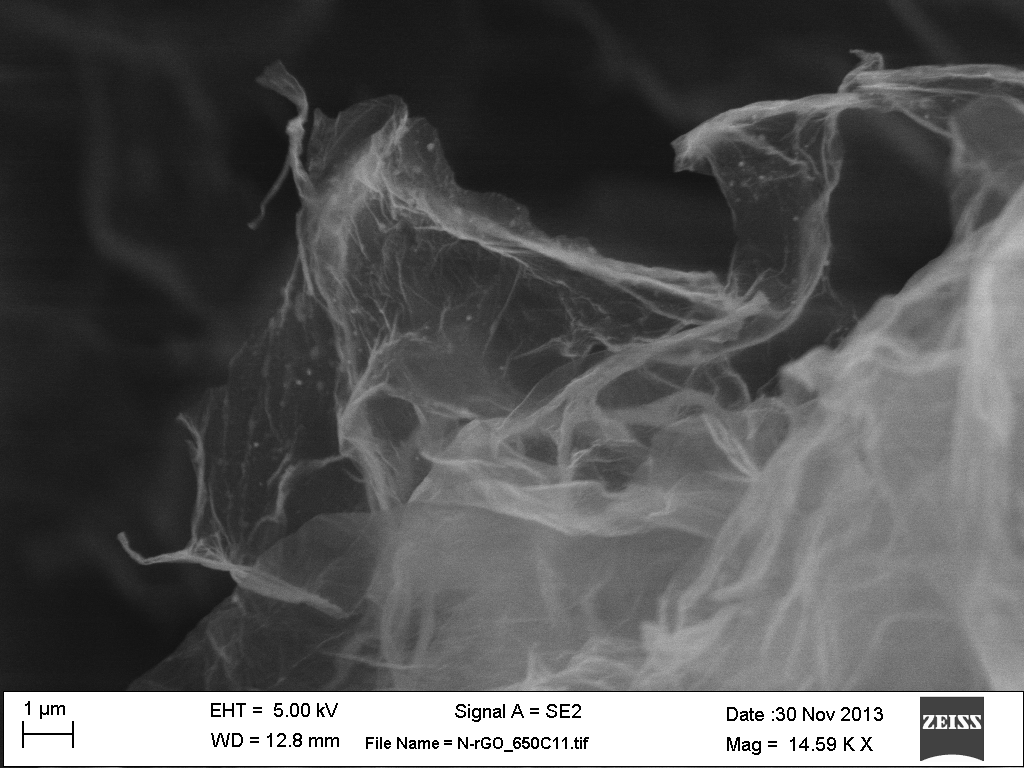 1 µm
EHT = 5.00 kV
Signal A = SE2
Date :30 Nov 2013
WD = 12.8 mm
File Name = N-rGO_650C11.tif
Mag = 14.59 K X
ZEISS